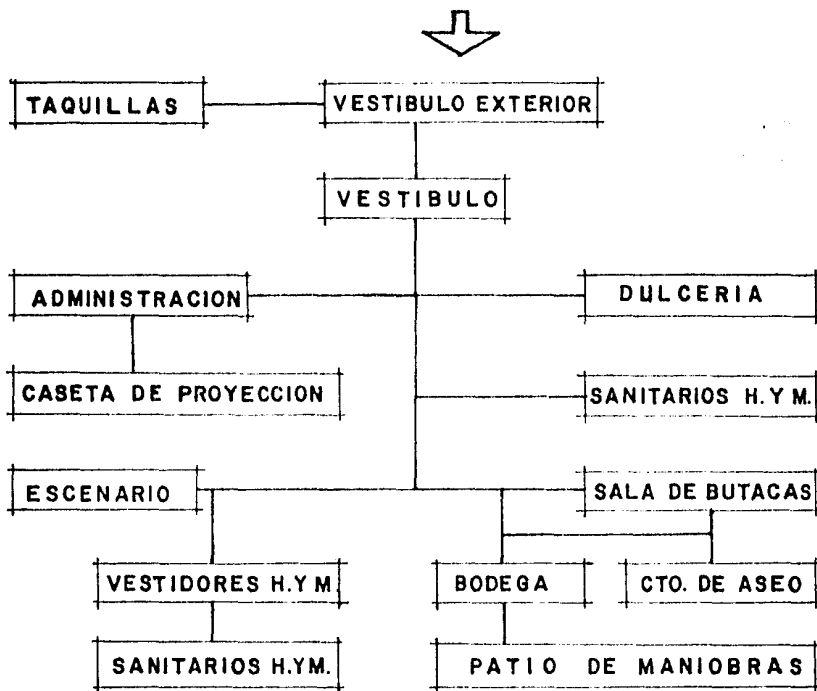 TAQUILLAS
VESTIBULO EXTERIOR
VESTIBULO
ADMINISTRACION
DULCERIA
CASETA DE PROYECCION
SANITARIOS H. Y M.
ESCENARIO
SALA DE BUTACAS
VESTIDORES H. Y M
BODEGA
CTO. DE ASEO
SANITARIOS H. YM.
PATIO DE MANIOBRAS